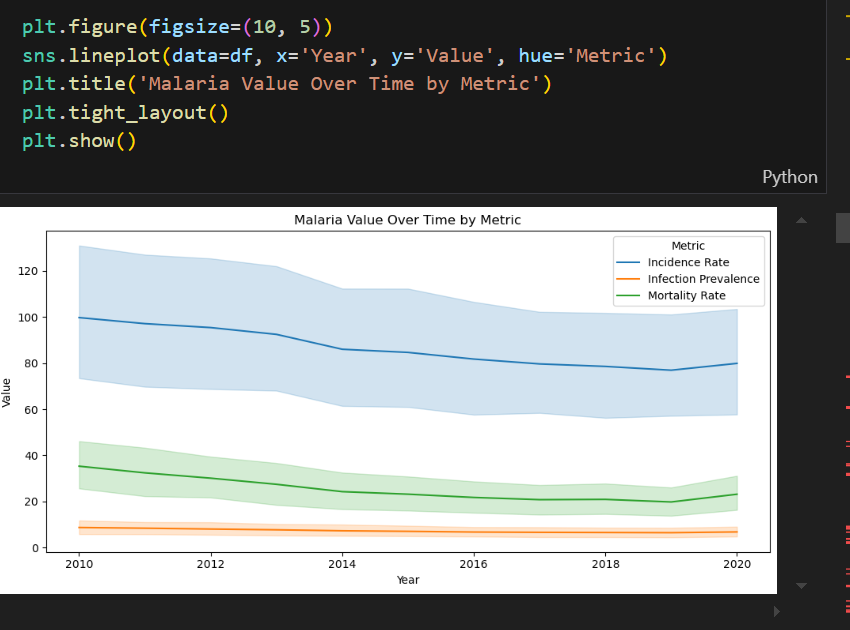 plt.figure(figsize=(10, 5))
sns.lineplot(data=df, x='Year', y='Value', hue='Metric')
plt.title('Malaria Value Over Time by Metric')
plt.tight_layout()
plt.show()
Python
Malaria Value Over Time by Metric
Metric
Incidence Rate
Infection Prevalence
Mortality Rate
120
100
80
60
40
20
0
Value
2010 2012 2014 2016 2018 2020
Year